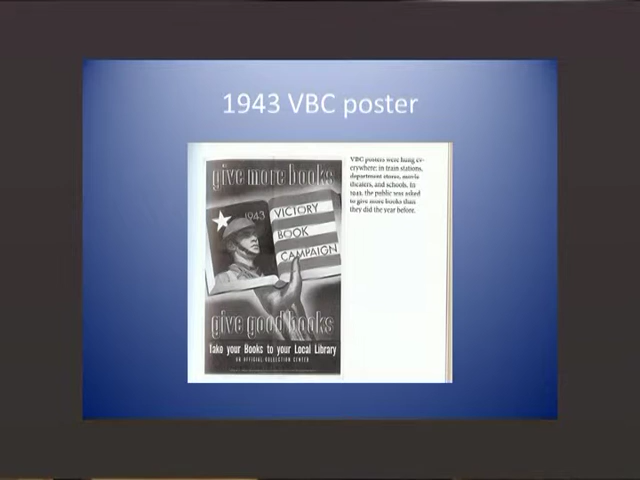 1943 VBC poster
give more books
1943
VICTORY
BOOK
CAMPAIGN
give good books
Take your Books to your Local Library
AN OFFICIAL COLLECTION CENTER
VBC posters were hung ev-
erywhere: in train stations,
department stores, movie
theaters, and schools. In
1943, the public was asked
to give more books than
they did the year before.